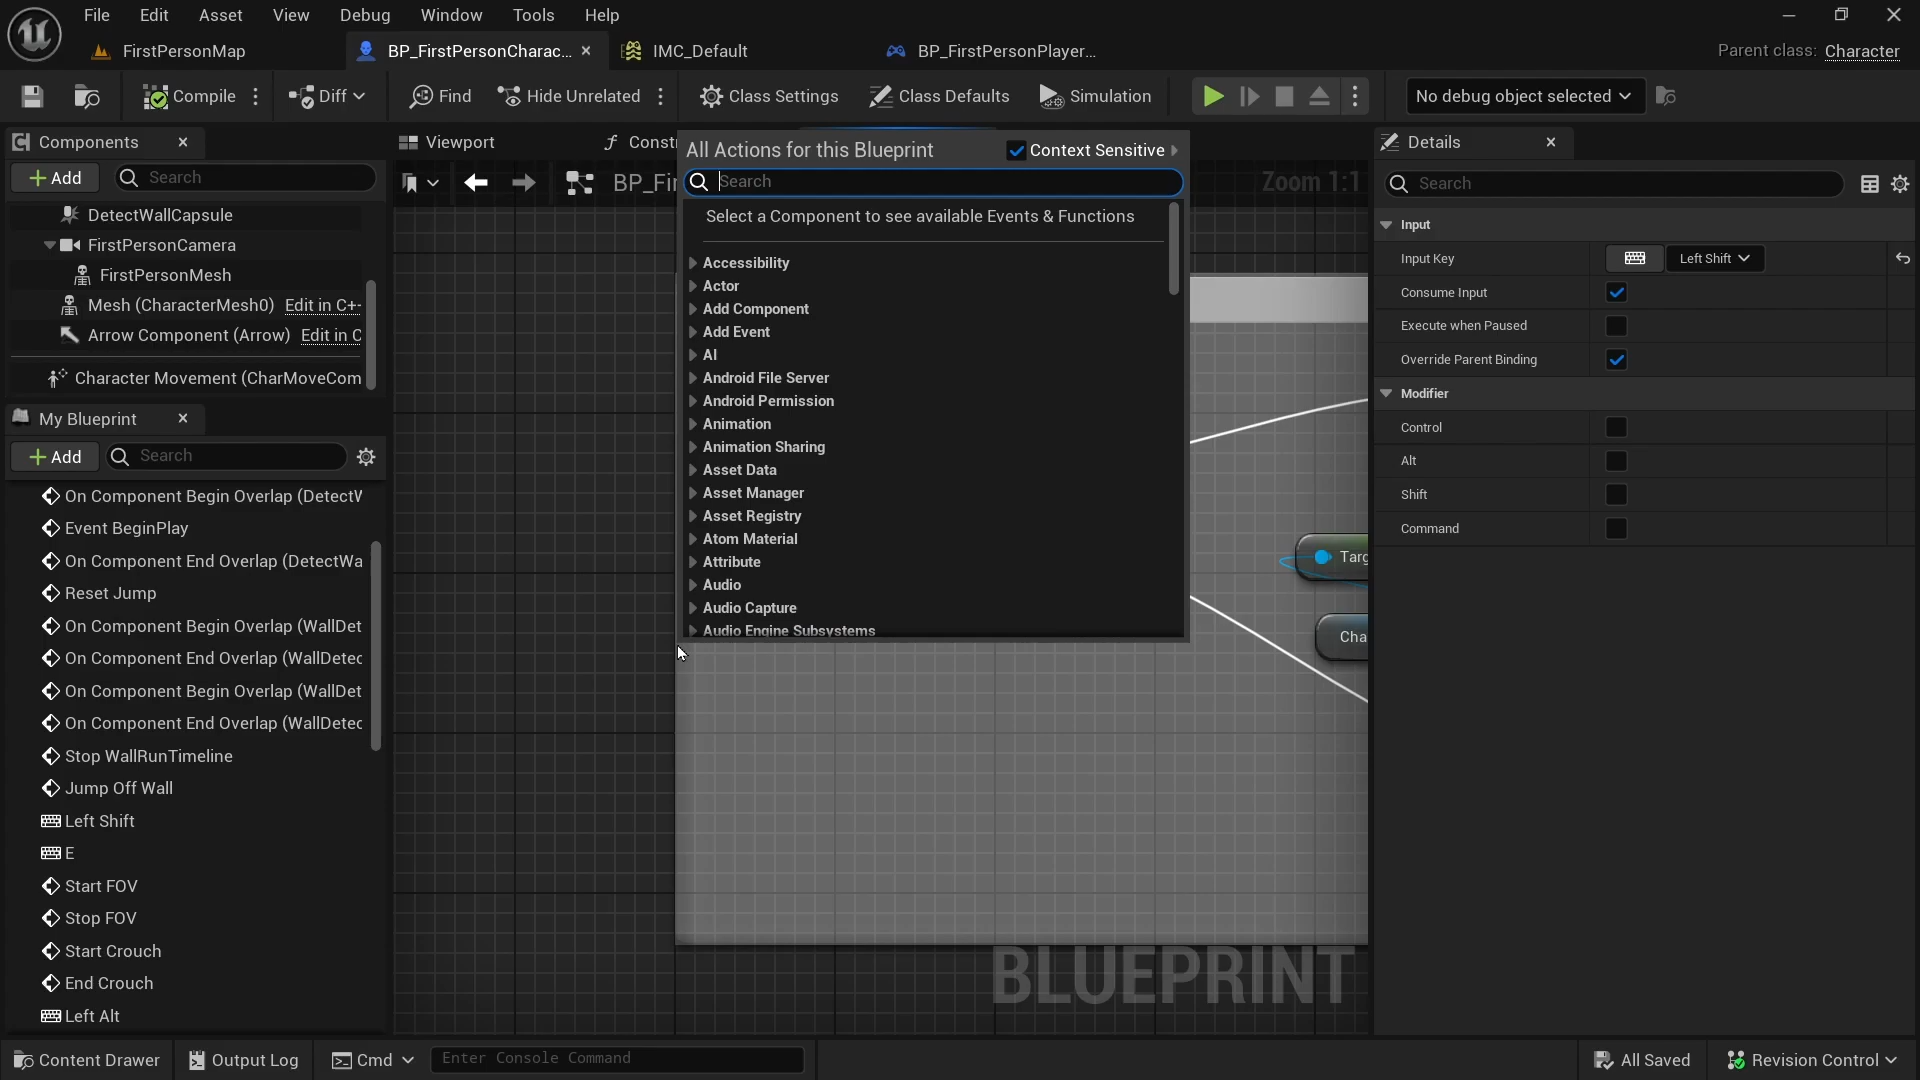 File Edit Asset View Debug Window Tools Help
FirstPersonMap BP_FirstPersonCharac... IMC_Default BP_FirstPersonPlayer... Parent class: Character
Compile Diff Find Hide Unrelated Class Settings Class Defaults Simulation No debug object selected
Components
Add Search
DetectWallCapsule
FirstPersonCamera
FirstPersonMesh
Mesh (CharacterMesh0) Edit in C+
Arrow Component (Arrow) Edit in C
Character Movement (CharMoveCom
My Blueprint
Add Search
On Component Begin Overlap (DetectW
Event BeginPlay
On Component End Overlap (DetectWa
Reset Jump
On Component Begin Overlap (WallDet
On Component End Overlap (WallDetec
On Component Begin Overlap (WallDet
On Component End Overlap (WallDetec
Stop WallRunTimeline
Jump Off Wall
Left Shift
E
Start FOV
Stop FOV
Start Crouch
End Crouch
Left Alt
Viewport Const
BP_Fir Zoom 1:1
All Actions for this Blueprint Context Sensitive
Search
Select a Component to see available Events & Functions
Accessibility
Actor
Add Component
Add Event
AI
Android File Server
Android Permission
Animation
Animation Sharing
Asset Data
Asset Manager
Asset Registry
Atom Material
Attribute
Audio
Audio Capture
Audio Engine Subsystems
Targ
Cha
BLUEPRINT
Details
Search
Input
Input Key Left Shift
Consume Input
Execute when Paused
Override Parent Binding
Modifier
Control
Alt
Shift
Command
Content Drawer Output Log Cmd Enter Console Command All Saved Revision Control